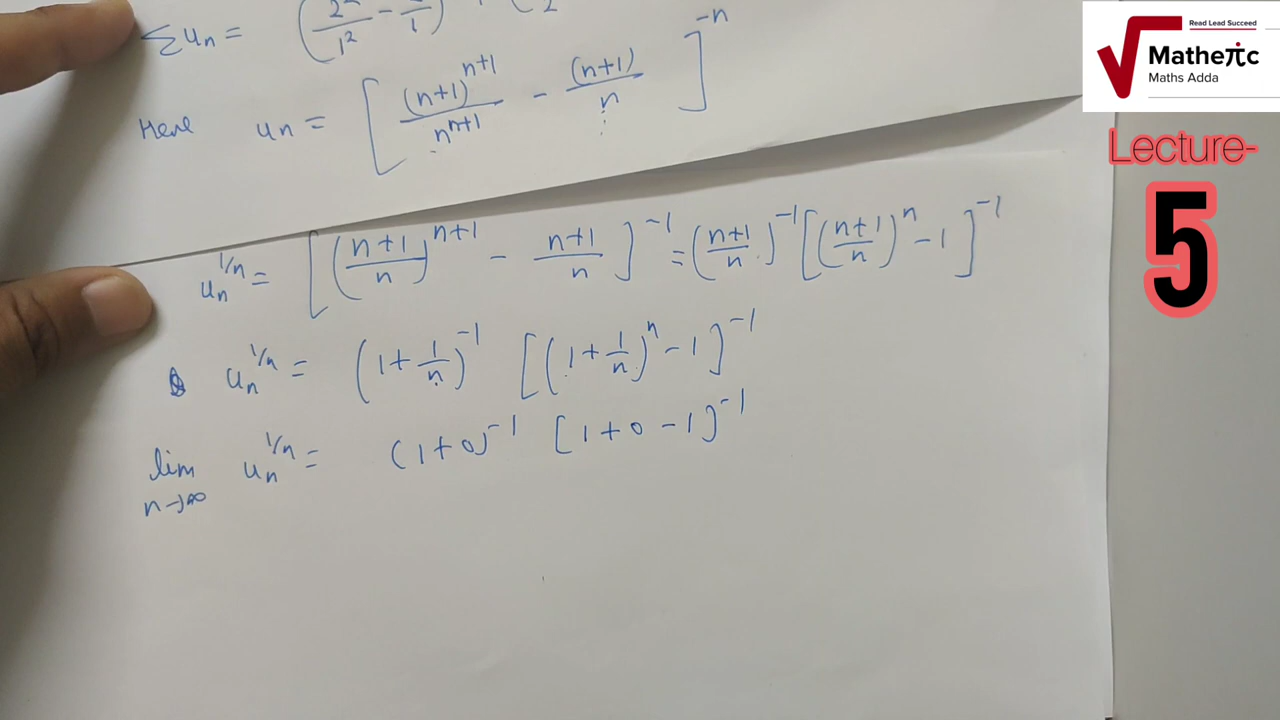 ∑uₙ = (2²/1² - 2/1)
Here uₙ = [ (n+1)^(n+1) / n^(n+1) - (n+1)/n ]^(-n)
uₙ^(1/n) = [ ((n+1)/n)^(n+1) - (n+1)/n ]^(-1) = ((n+1)/n)^(-1) [ ((n+1)/n)^n - 1 ]^(-1)
uₙ^(1/n) = (1 + 1/n)^(-1) [ (1 + 1/n)^n - 1 ]^(-1)
lim n→∞ uₙ^(1/n) = (1+0)^(-1) [1+0-1]^(-1)
Read Lead Succeed
Matheπc
Maths Adda
Lecture-
5